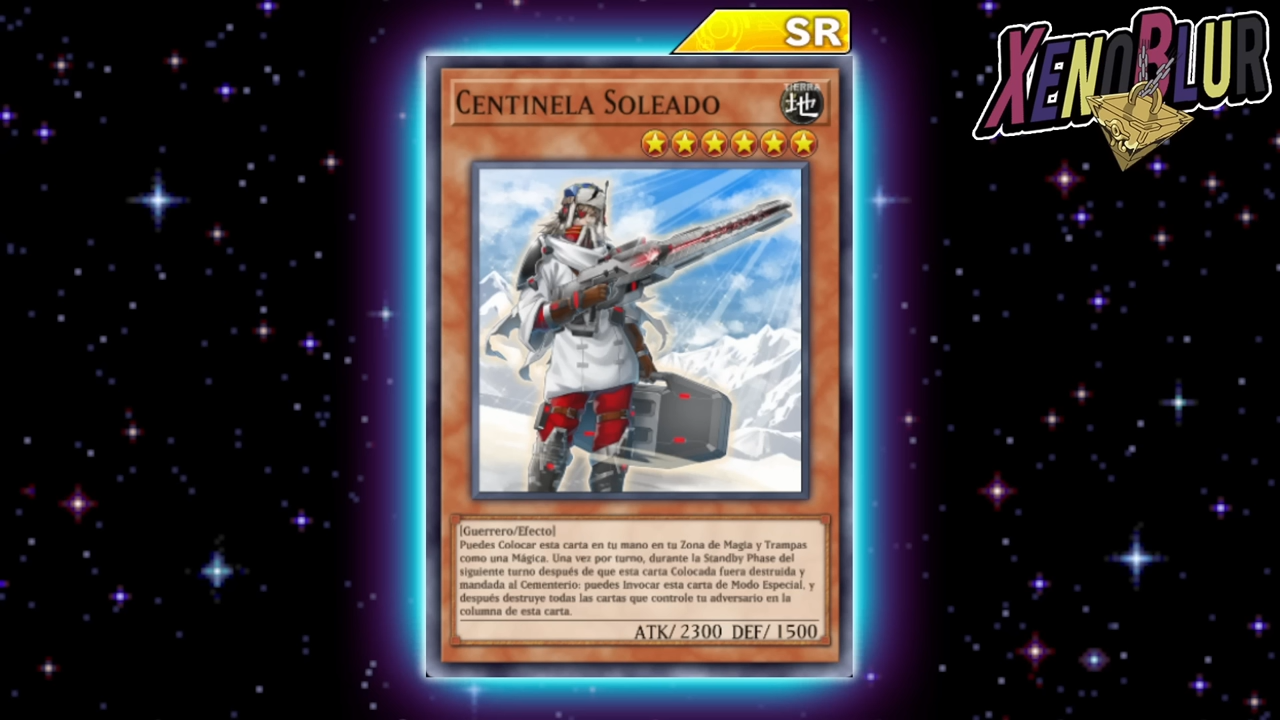 SR
XENOBLUR
CENTINELA SOLEADO
TIERRA
地
[Guerrero/Efecto]
Puedes Colocar esta carta en tu mano en tu Zona de Magia y Trampas
como una Mágica. Una vez por turno, durante la Standby Phase del
siguiente turno después de que esta carta Colocada fuera destruida y
mandada al Cementerio: puedes Invocar esta carta de Modo Especial, y
después destruye todas las cartas que controle tu adversario en la
columna de esta carta.
ATK/ 2300 DEF/ 1500